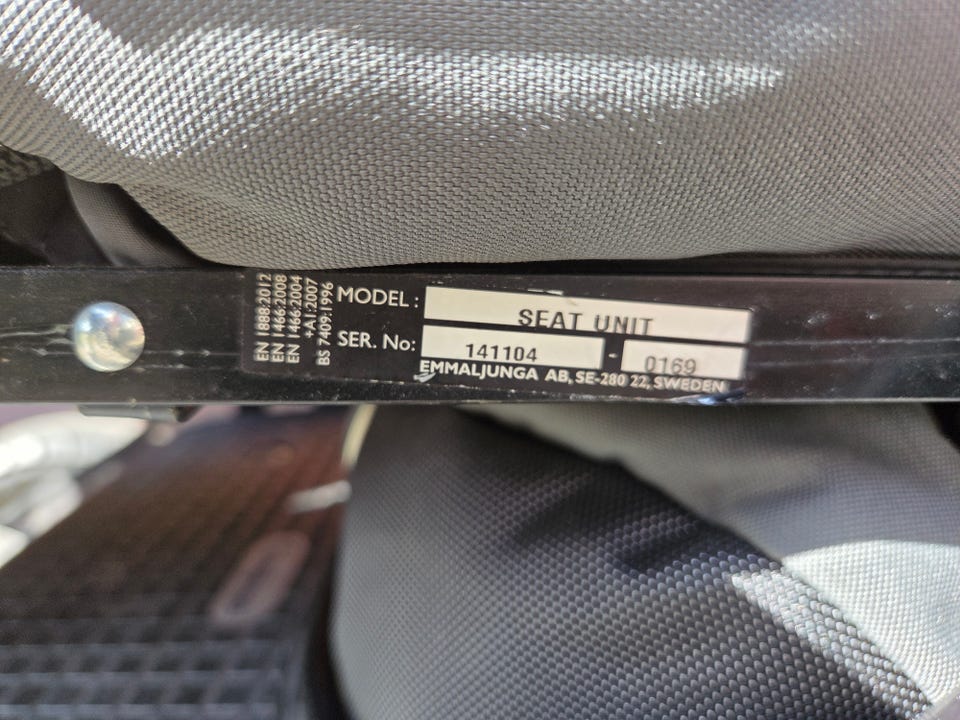 EN 1888:2012
EN 1466:2008
EN 1466:2004
+A1:2007
BS 7409:1996
MODEL : SEAT UNIT
SER. No: 141104 - 0169
EMMALJUNGA AB, SE-280 22, SWEDEN